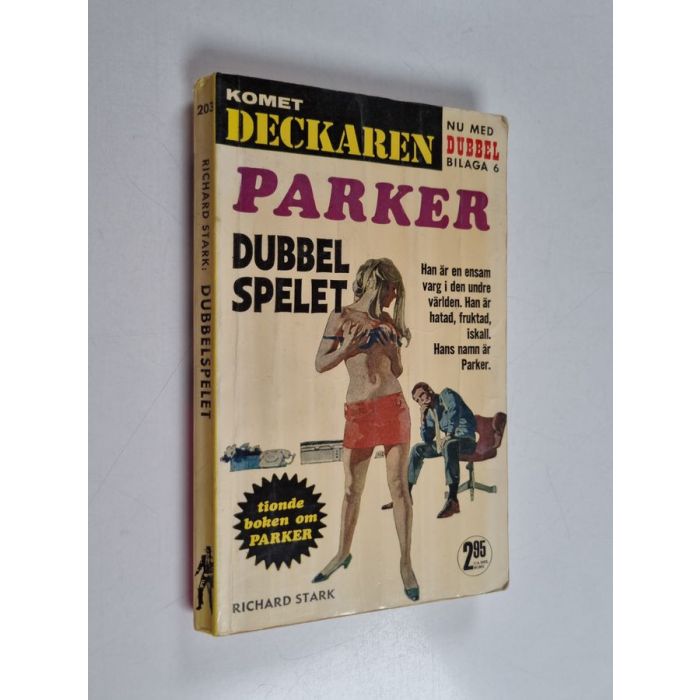 203
RICHARD STARK: DUBBELSPELET
KOMET
DECKAREN
NU MED
DUBBEL
BILAGA 6
PARKER
DUBBEL
SPELET
Han är en ensam
varg i den undre
världen. Han är
hatad, fruktad,
iskall.
Hans namn är
Parker.
tionde
boken om
PARKER
2.95
RICHARD STARK